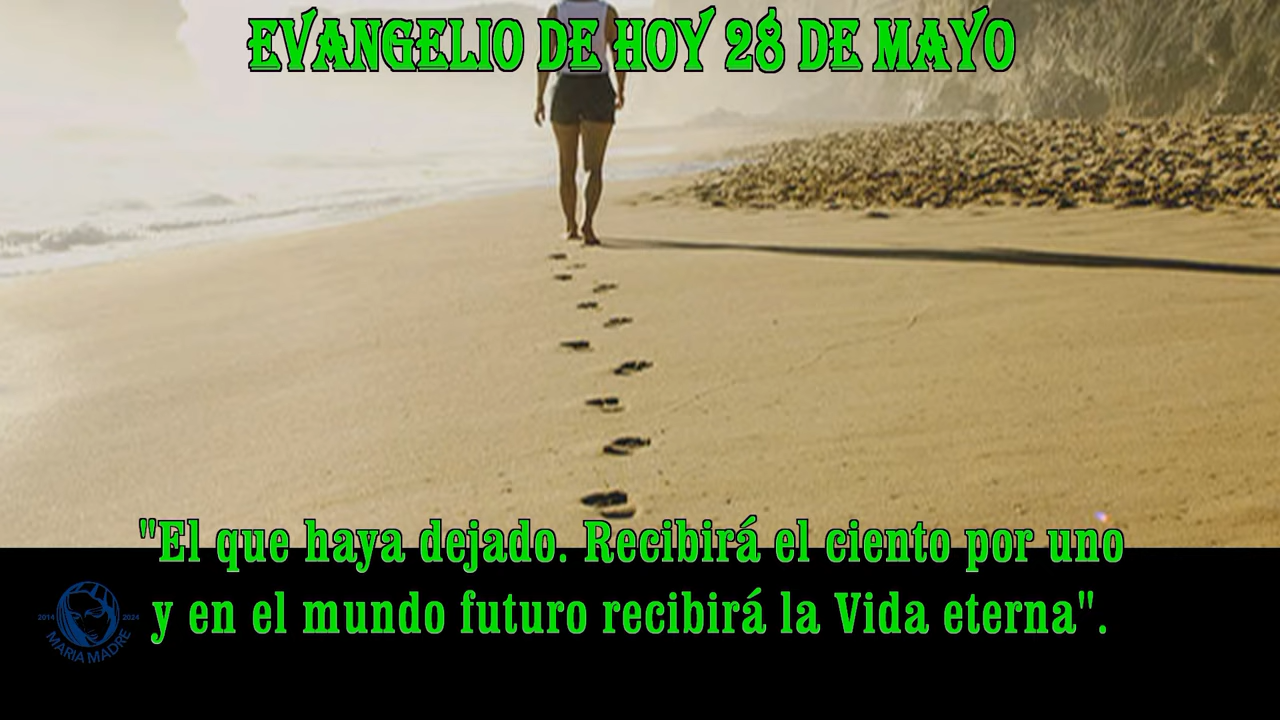 EVANGELIO DE HOY 28 DE MAYO
"El que haya dejado. Recibirá el ciento por uno
y en el mundo futuro recibirá la Vida eterna".
2014 2024
MARIA MADRE